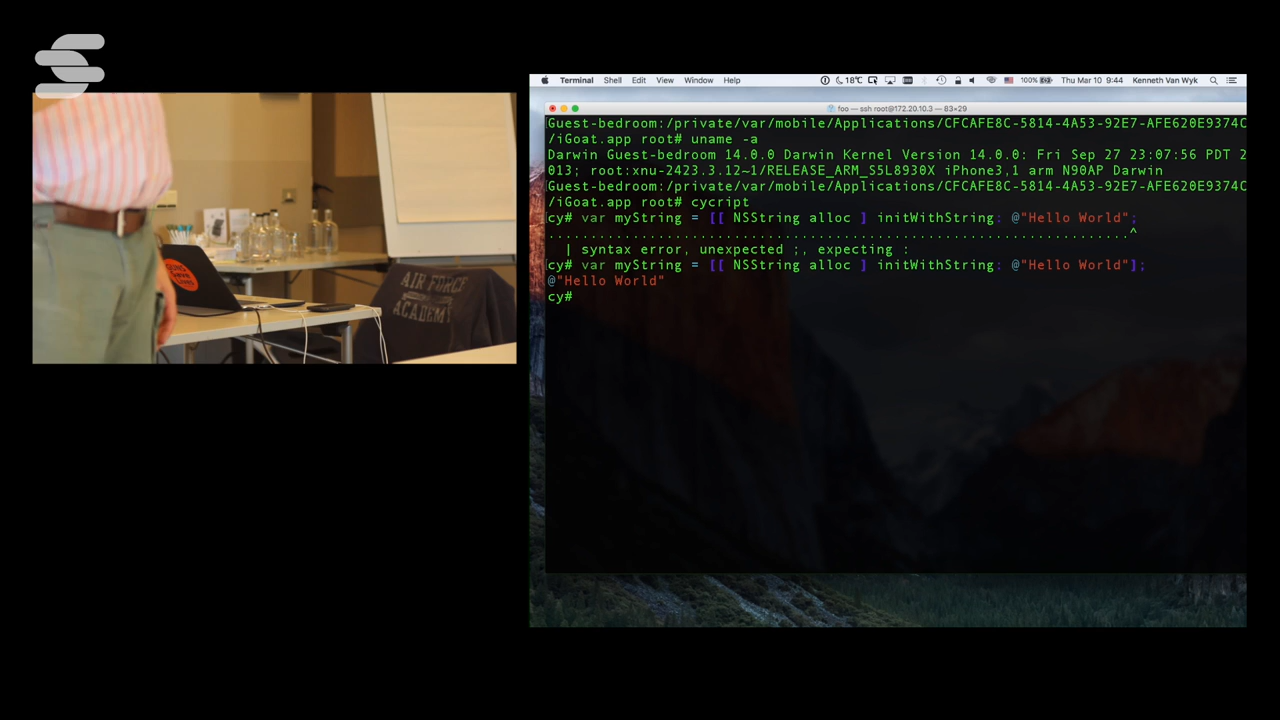 Terminal Shell Edit View Window Help 18℃ 100% Thu Mar 10 9:44 Kenneth Van Wyk
foo — ssh root@172.20.10.3 — 83×29
Guest-bedroom:/private/var/mobile/Applications/CFCAFE8C-5814-4A53-92E7-AFE620E9374C
/iGoat.app root# uname -a
Darwin Guest-bedroom 14.0.0 Darwin Kernel Version 14.0.0: Fri Sep 27 23:07:56 PDT 2
013; root:xnu-2423.3.12~1/RELEASE_ARM_S5L8930X iPhone3,1 arm N90AP Darwin
Guest-bedroom:/private/var/mobile/Applications/CFCAFE8C-5814-4A53-92E7-AFE620E9374C
/iGoat.app root# cycript
cy# var myString = [[ NSString alloc ] initWithString: @"Hello World";
......................................................................^
| syntax error, unexpected ;, expecting :
cy# var myString = [[ NSString alloc ] initWithString: @"Hello World"];
@"Hello World"
cy#
AIR FORCE
ACADEMY